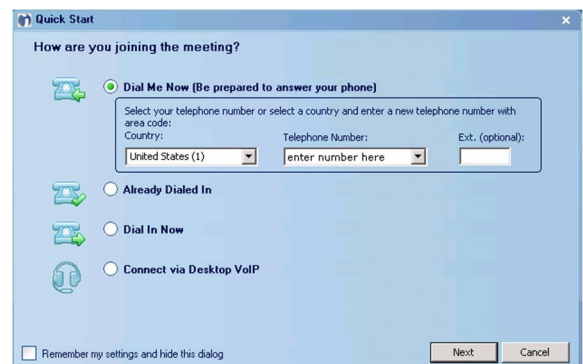 Quick Start
How are you joining the meeting?
Dial Me Now (Be prepared to answer your phone)
Select your telephone number or select a country and enter a new telephone number with
area code:
Country: Telephone Number: Ext. (optional):
United States (1) enter number here
Already Dialed In
Dial In Now
Connect via Desktop VoIP
Remember my settings and hide this dialog Next Cancel